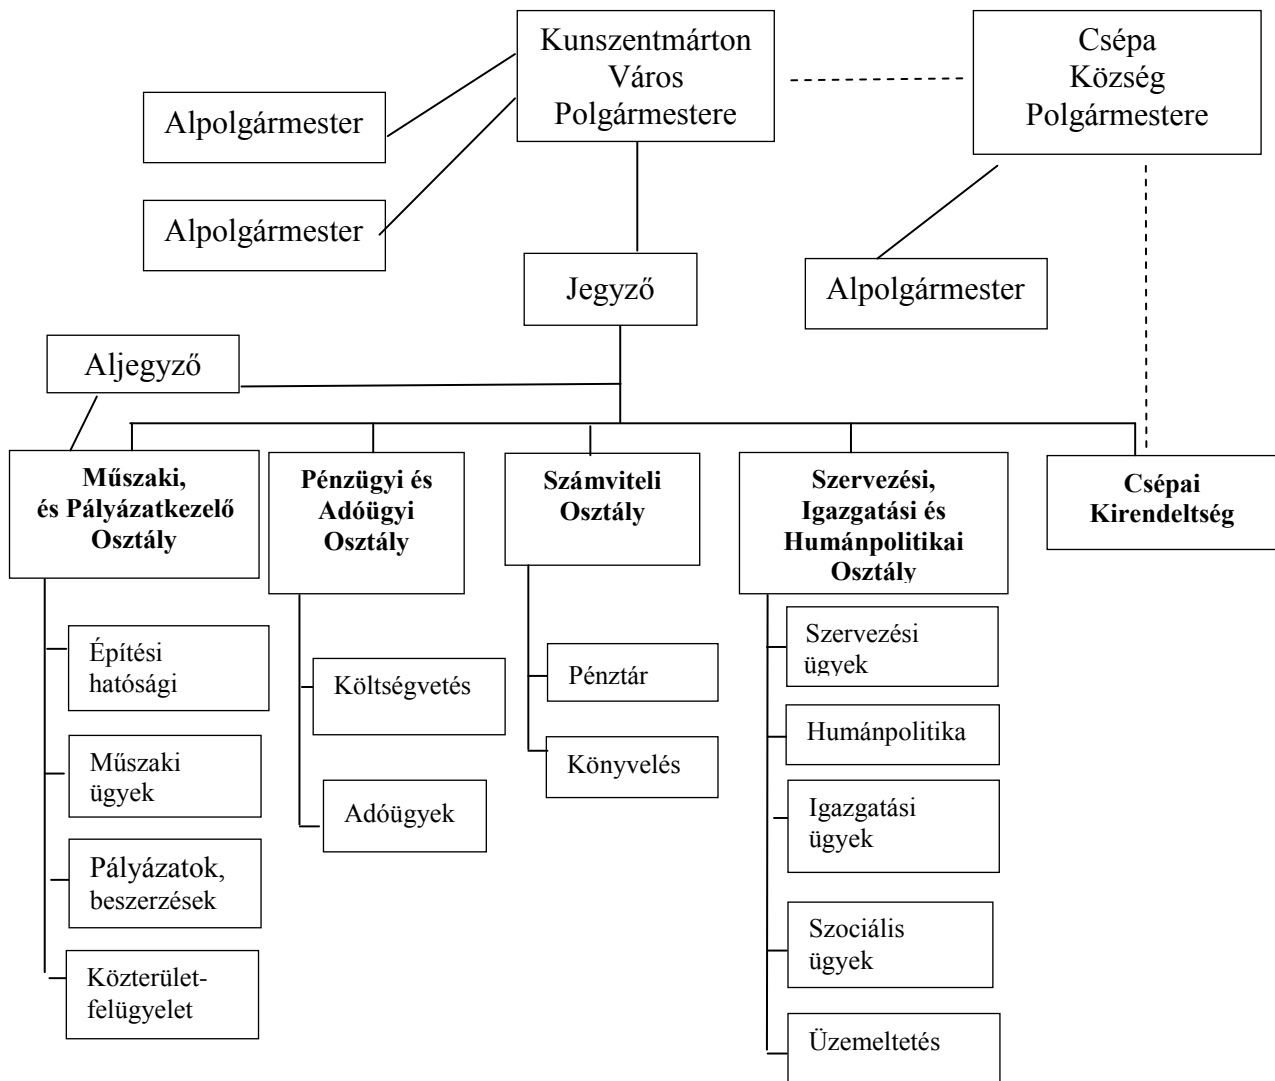 Kunszentmárton
Város
Polgármestere
Csépa
Község
Polgármestere
Alpolgármester
Alpolgármester
Jegyző
Alpolgármester
Aljegyző
Műszaki,
és Pályázatkezelő
Osztály
Pénzügyi és
Adóügyi
Osztály
Számviteli
Osztály
Szervezési,
Igazgatási és
Humánpolitikai
Osztály
Csépai
Kirendeltség
Építési
hatósági
Műszaki
ügyek
Pályázatok,
beszerzések
Közterület-
felügyelet
Költségvetés
Adóügyek
Pénztár
Könyvelés
Szervezési
ügyek
Humánpolitika
Igazgatási
ügyek
Szociális
ügyek
Üzemeltetés